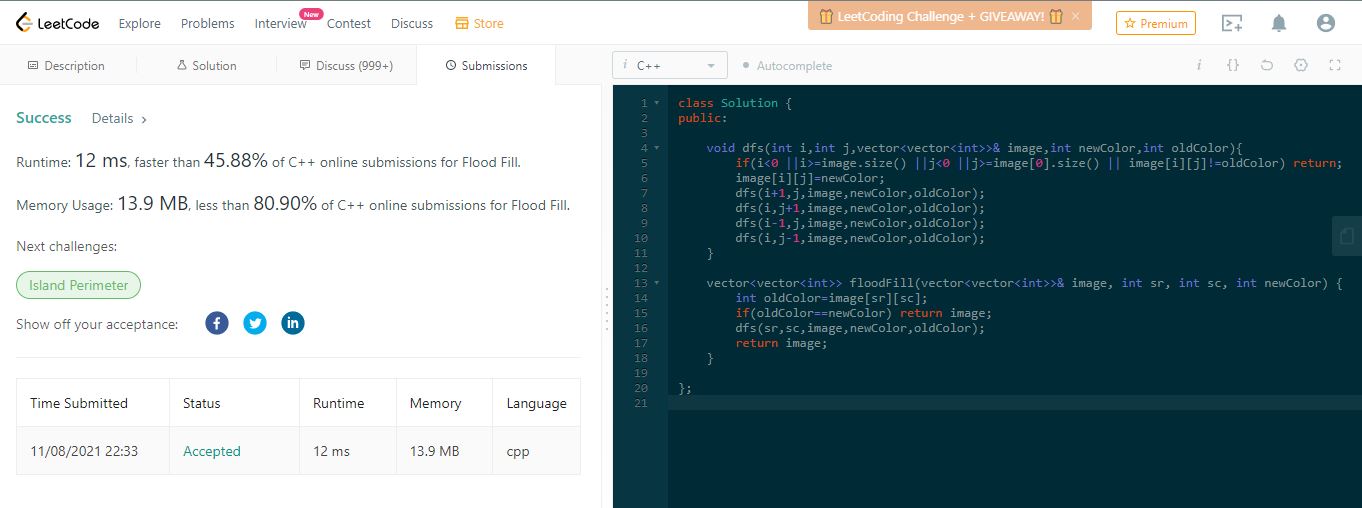 LeetCode Explore Problems Interview New Contest Discuss Store LeetCoding Challenge + GIVEAWAY! × Premium
Description Solution Discuss (999+) Submissions
Success Details >
Runtime: 12 ms, faster than 45.88% of C++ online submissions for Flood Fill.
Memory Usage: 13.9 MB, less than 80.90% of C++ online submissions for Flood Fill.
Next challenges:
Island Perimeter
Show off your acceptance:
Time Submitted Status Runtime Memory Language
11/08/2021 22:33 Accepted 12 ms 13.9 MB cpp
i C++ Autocomplete i {}
1 class Solution {
2 public:
3
4 void dfs(int i,int j,vector<vector<int>>& image,int newColor,int oldColor){
5 if(i<0 ||i>=image.size() ||j<0 ||j>=image[0].size() || image[i][j]!=oldColor) return;
6 image[i][j]=newColor;
7 dfs(i+1,j,image,newColor,oldColor);
8 dfs(i,j+1,image,newColor,oldColor);
9 dfs(i-1,j,image,newColor,oldColor);
10 dfs(i,j-1,image,newColor,oldColor);
11 }
12
13 vector<vector<int>> floodFill(vector<vector<int>>& image, int sr, int sc, int newColor) {
14 int oldColor=image[sr][sc];
15 if(oldColor==newColor) return image;
16 dfs(sr,sc,image,newColor,oldColor);
17 return image;
18 }
19
20 };
21